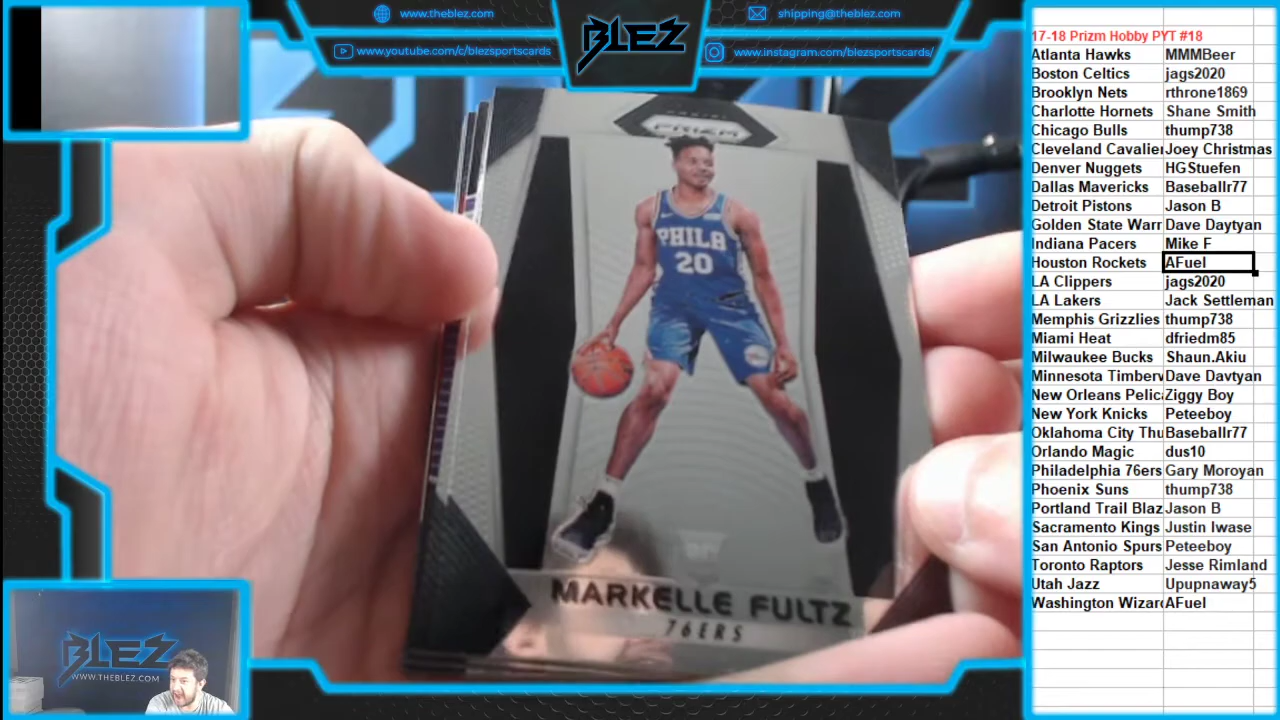 www.theblez.com
shipping@theblez.com
BLEZ
www.youtube.com/c/blezsportscards
www.instagram.com/blezsportscards/
PANINI
PRIZM
PHILA
20
RC
MARKELLE FULTZ
76ERS
BLEZ
WWW.THEBLEZ.COM
17-18 Prizm Hobby PYT #18
Atlanta Hawks MMMBeer
Boston Celtics jags2020
Brooklyn Nets rthrone1869
Charlotte Hornets Shane Smith
Chicago Bulls thump738
Cleveland Cavalier Joey Christmas
Denver Nuggets HGStuefen
Dallas Mavericks Baseballr77
Detroit Pistons Jason B
Golden State Warr Dave Daytyan
Indiana Pacers Mike F
Houston Rockets AFuel
LA Clippers jags2020
LA Lakers Jack Settleman
Memphis Grizzlies thump738
Miami Heat dfriedm85
Milwaukee Bucks Shaun.Akiu
Minnesota Timberv Dave Davtyan
New Orleans Pelica Ziggy Boy
New York Knicks Peteeboy
Oklahoma City Thu Baseballr77
Orlando Magic dus10
Philadelphia 76ers Gary Moroyan
Phoenix Suns thump738
Portland Trail Blaz Jason B
Sacramento Kings Justin Iwase
San Antonio Spurs Peteeboy
Toronto Raptors Jesse Rimland
Utah Jazz Upupnaway5
Washington Wizard AFuel